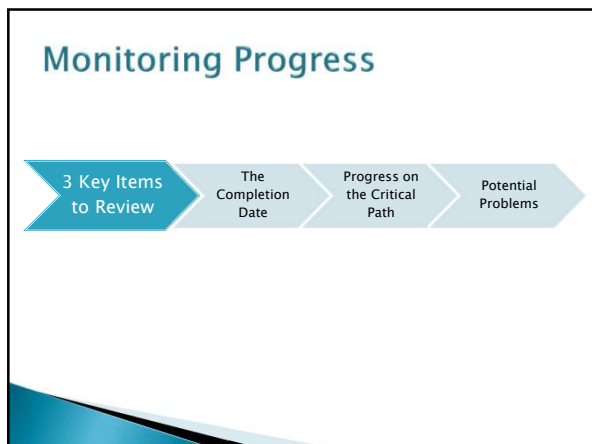 Monitoring Progress
3 Key Items
to Review
The
Completion
Date
Progress on
the Critical
Path
Potential
Problems